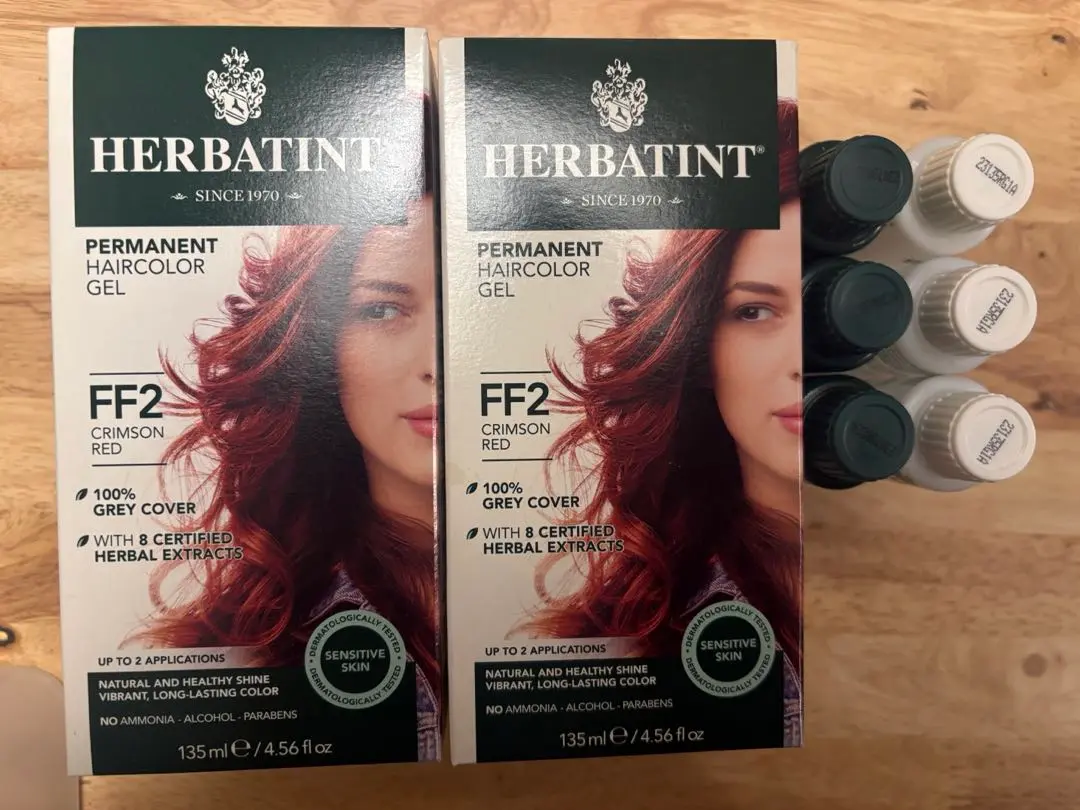 HERBATINT
SINCE 1970
PERMANENT
HAIRCOLOR
GEL
FF2
CRIMSON
RED
100%
GREY COVER
WITH 8 CERTIFIED
HERBAL EXTRACTS
UP TO 2 APPLICATIONS
NATURAL AND HEALTHY SHINE
VIBRANT, LONG-LASTING COLOR
NO AMMONIA - ALCOHOL - PARABENS
135 ml ℮ / 4.56 fl oz
DERMATOLOGICALLY TESTED
SENSITIVE
SKIN
DERMATOLOGICALLY TESTED
HERBATINT®
SINCE 1970
PERMANENT
HAIRCOLOR
GEL
FF2
CRIMSON
RED
100%
GREY COVER
WITH 8 CERTIFIED
HERBAL EXTRACTS
UP TO 2 APPLICATIONS
NATURAL AND HEALTHY SHINE
VIBRANT, LONG-LASTING COLOR
NO AMMONIA - ALCOHOL - PARABENS
135 ml ℮ / 4.56 fl oz
DERMATOLOGICALLY TESTED
SENSITIVE
SKIN
DERMATOLOGICALLY TESTED
23135RG1A
23135RG1A
23135RG1A